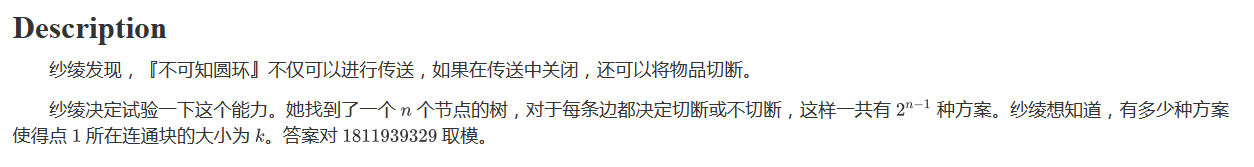 Description
纱绫发现，『不可知圆环』不仅可以进行传送，如果在传送中关闭，还可以将物品切断。
纱绫决定试验一下这个能力。她找到了一个 n 个节点的树，对于每条边都决定切断或不切断，这样一共有 2^{n−1} 种方案。纱绫想知道，有多少种方案
使得点 1 所在连通块的大小为 k。答案对 1811939329 取模。